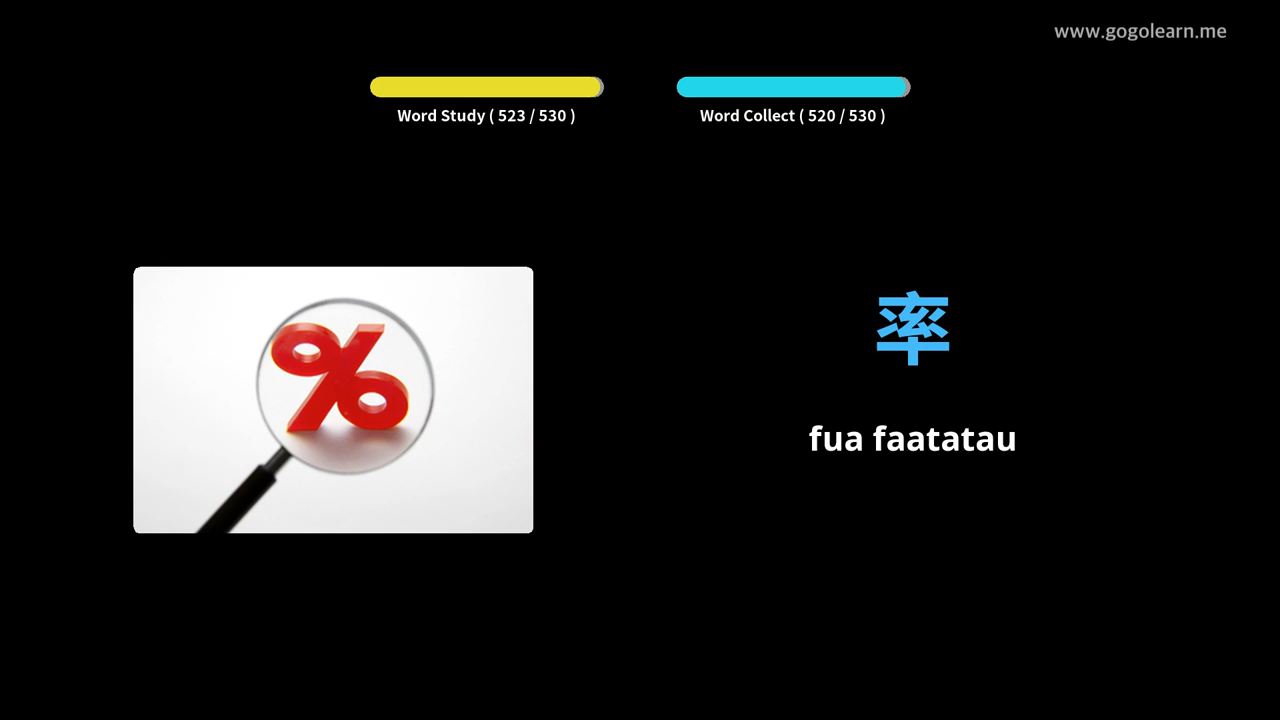 www.gogolearn.me
Word Study ( 523 / 530 )
Word Collect ( 520 / 530 )
%
率
fua faatatau